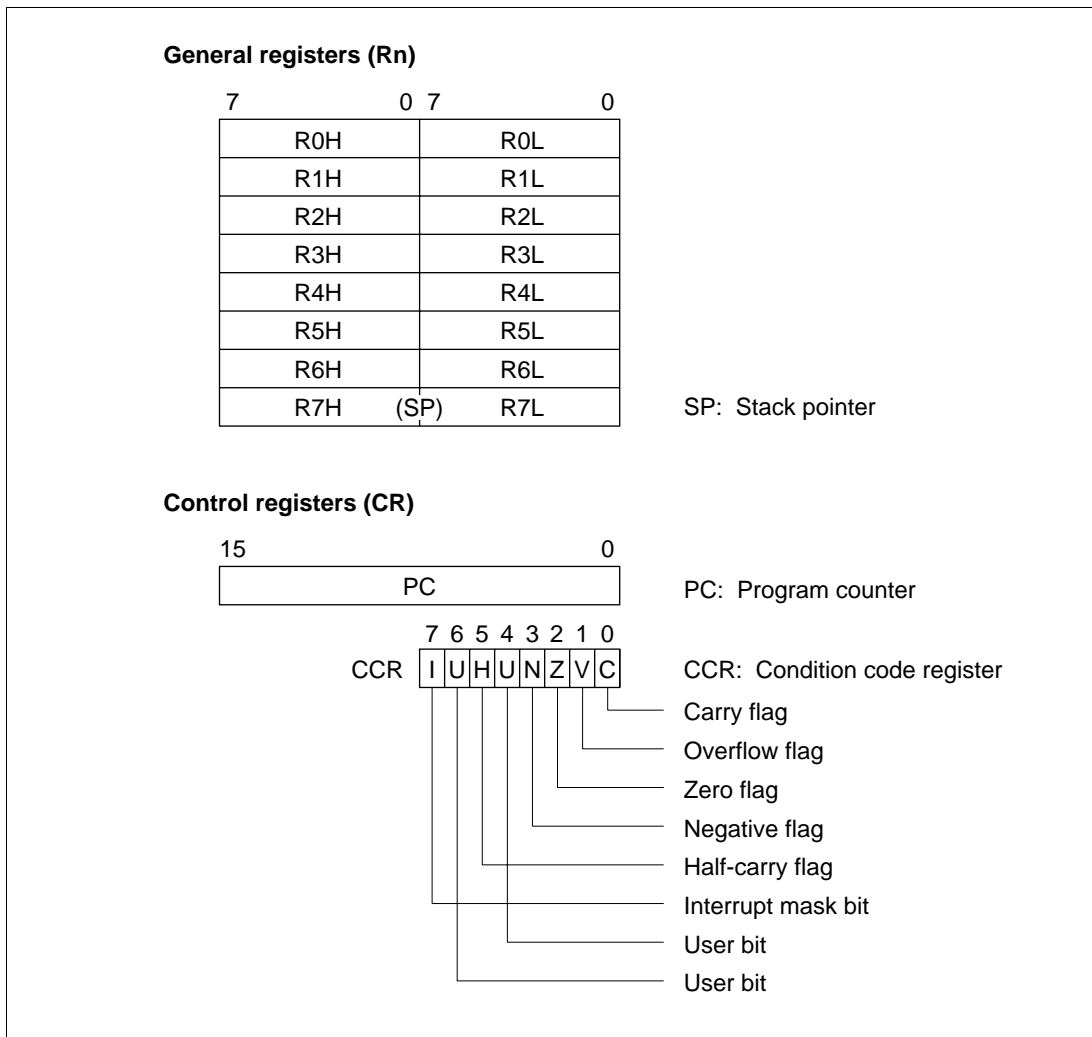 General registers (Rn)
7 0 7 0
R0H R0L
R1H R1L
R2H R2L
R3H R3L
R4H R4L
R5H R5L
R6H R6L
R7H (SP) R7L SP: Stack pointer
Control registers (CR)
15 0
PC PC: Program counter
7 6 5 4 3 2 1 0
CCR I U H U N Z V C CCR: Condition code register
Carry flag
Overflow flag
Zero flag
Negative flag
Half-carry flag
Interrupt mask bit
User bit
User bit